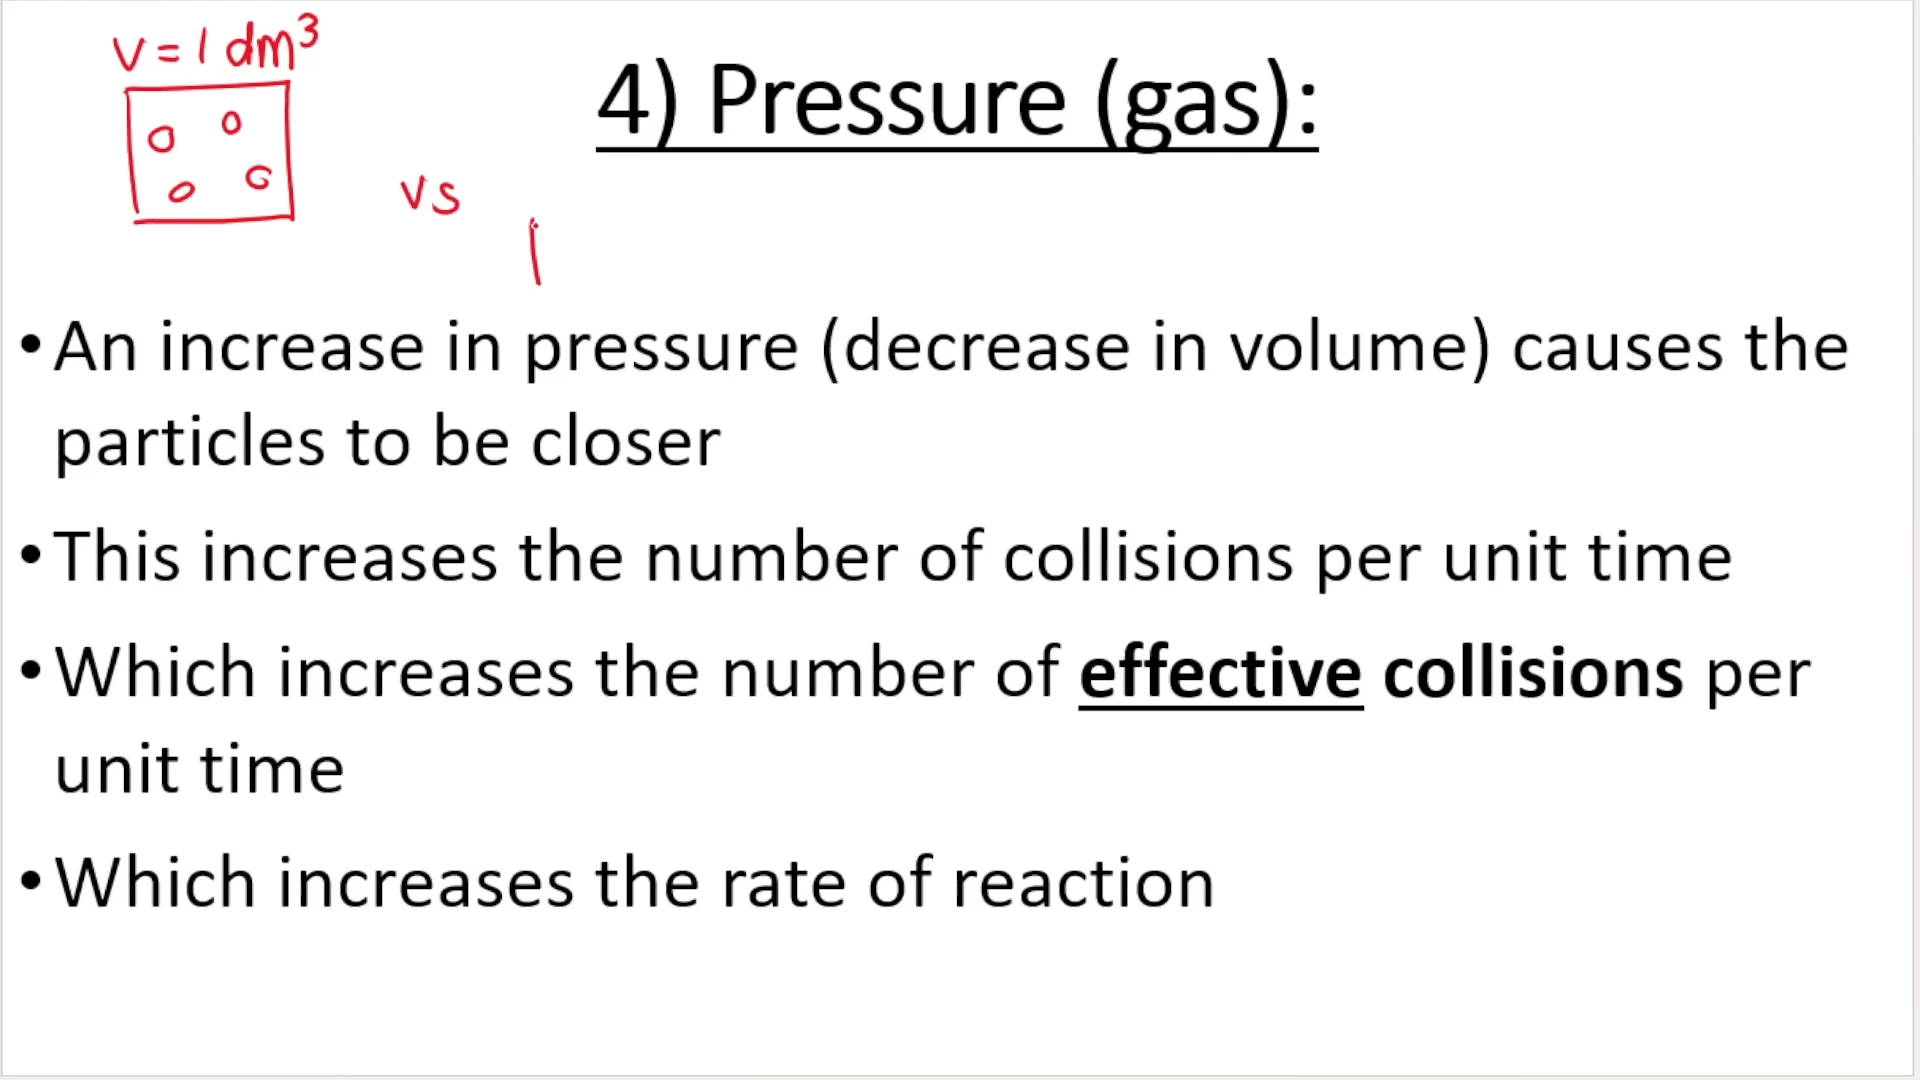 V = 1 dm³
4) Pressure (gas):
vs
• An increase in pressure (decrease in volume) causes the
particles to be closer
• This increases the number of collisions per unit time
• Which increases the number of effective collisions per
unit time
• Which increases the rate of reaction